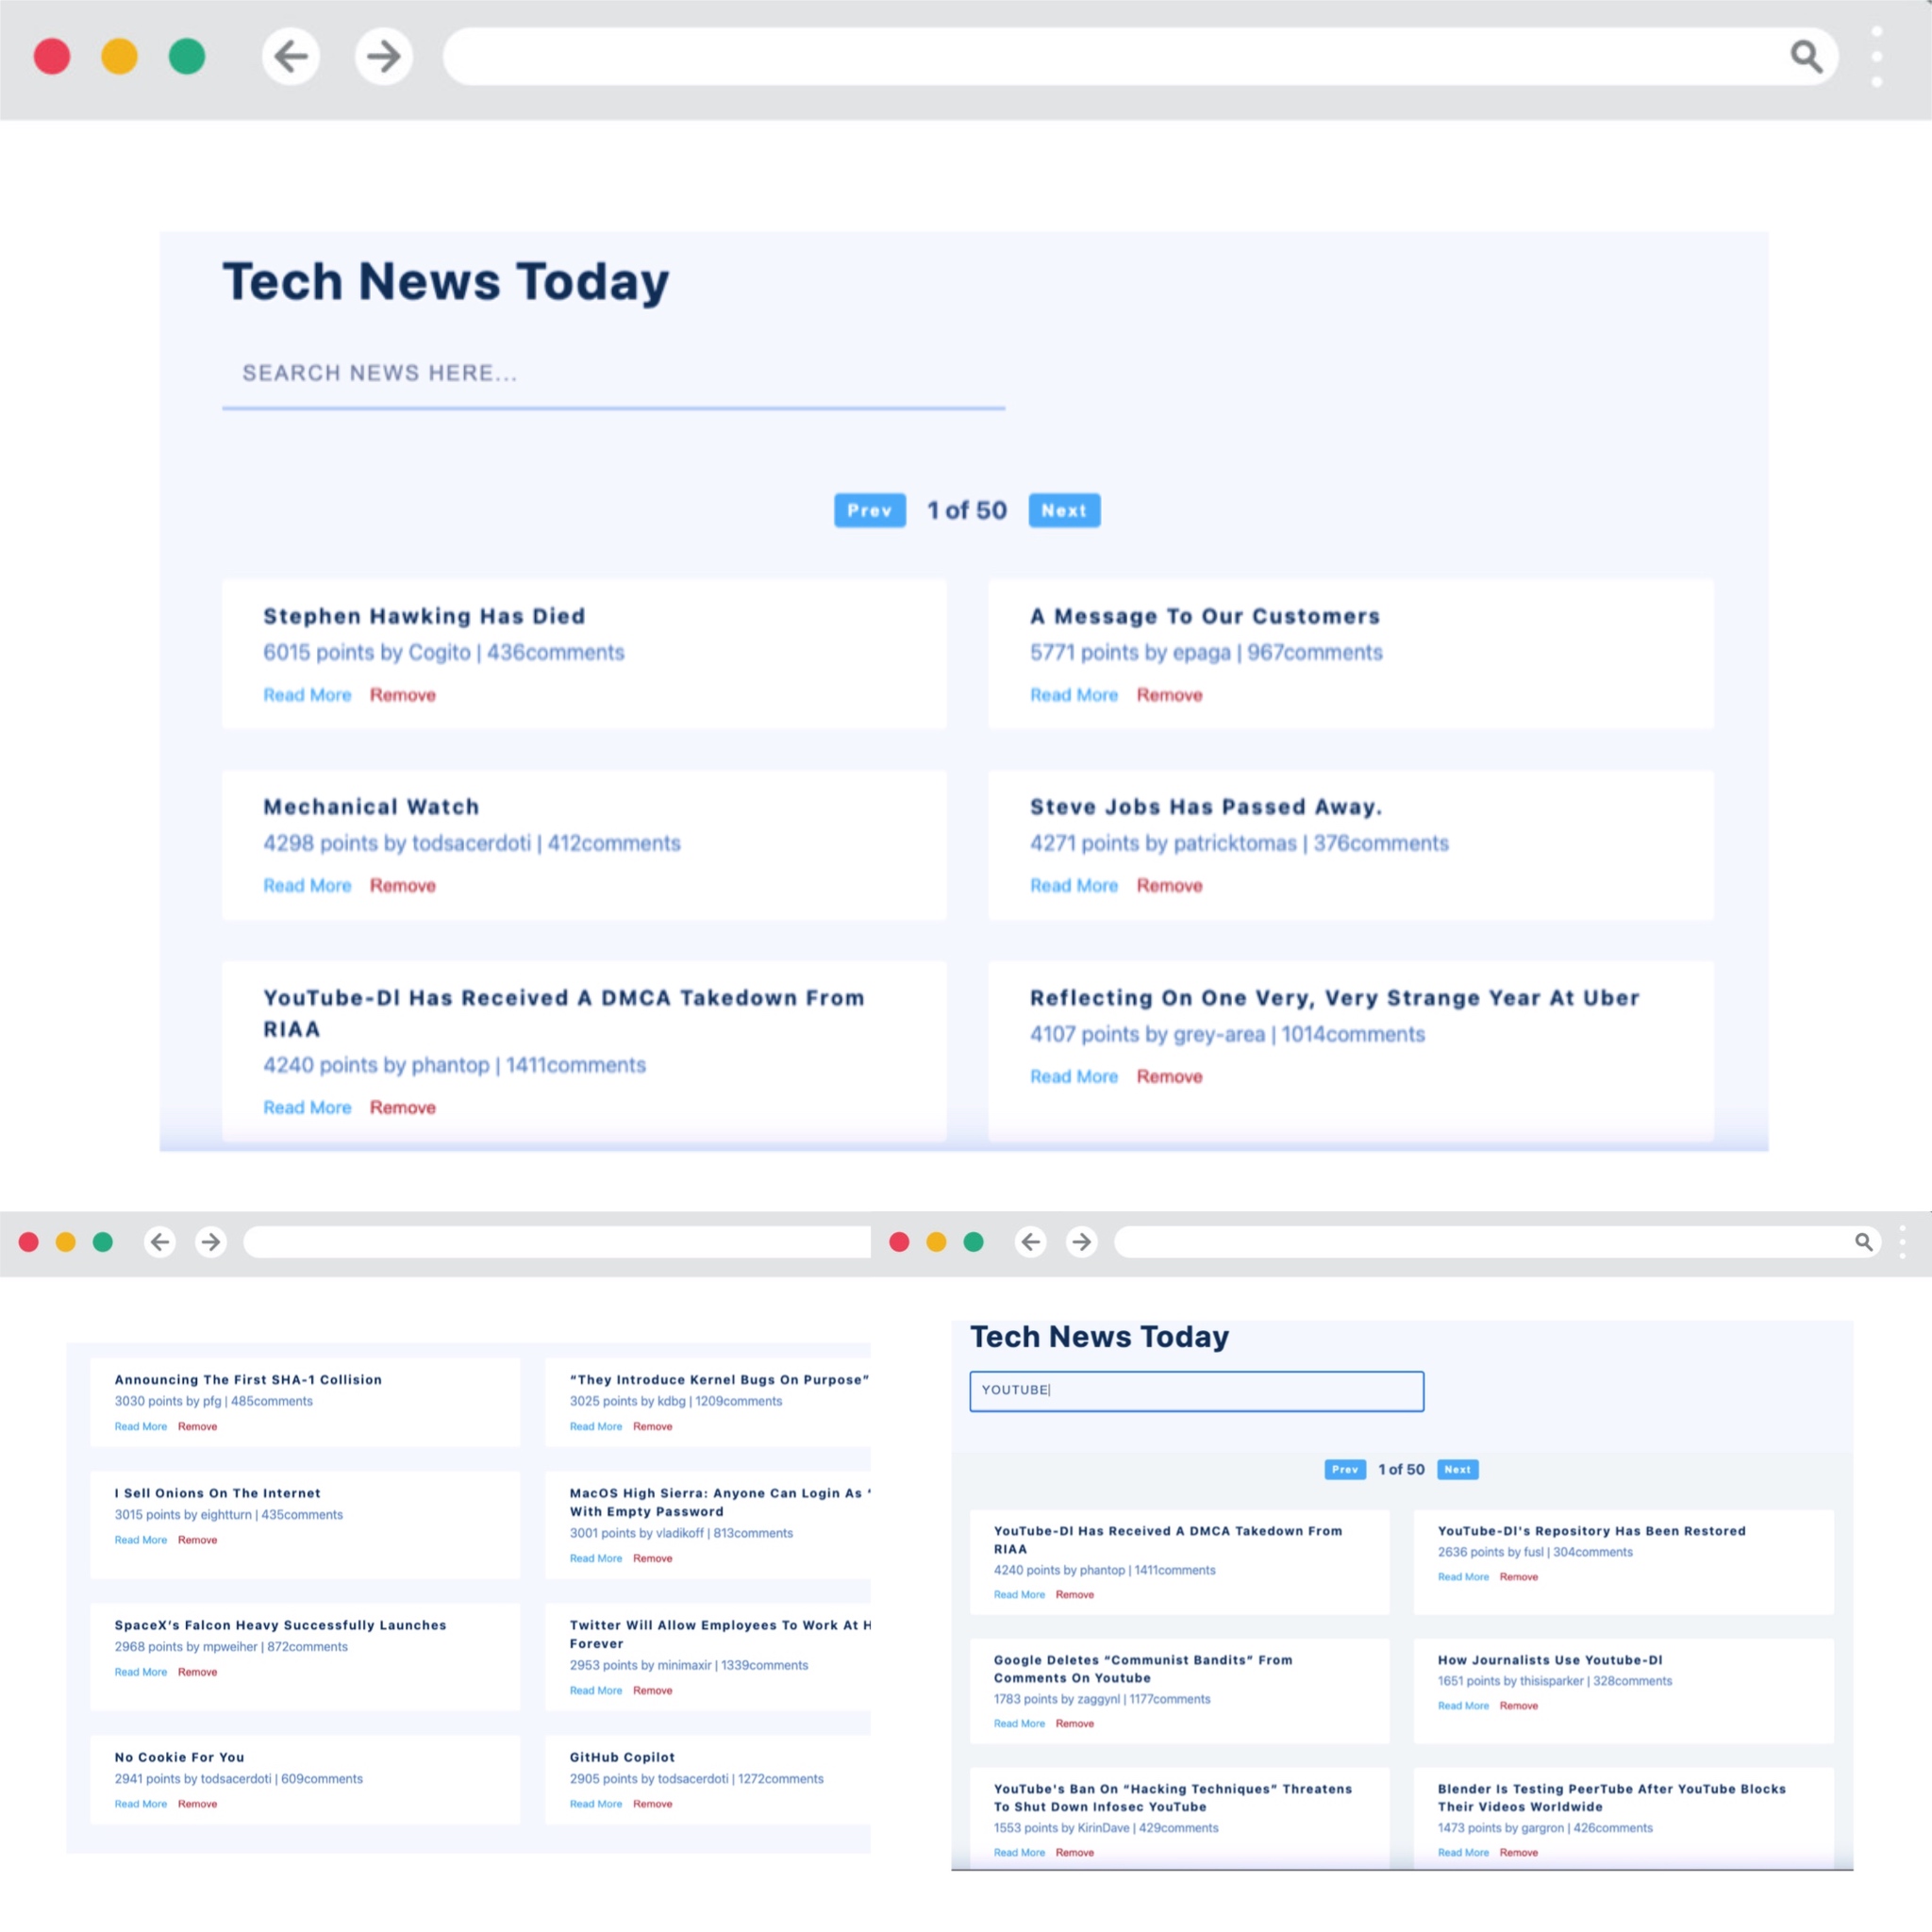 Tech News Today
SEARCH NEWS HERE...
Prev 1 of 50 Next
Stephen Hawking Has Died
6015 points by Cogito | 436comments
Read More Remove
A Message To Our Customers
5771 points by epaga | 967comments
Read More Remove
Mechanical Watch
4298 points by todsacerdoti | 412comments
Read More Remove
Steve Jobs Has Passed Away.
4271 points by patricktomas | 376comments
Read More Remove
YouTube-Dl Has Received A DMCA Takedown From
RIAA
4240 points by phantop | 1411comments
Read More Remove
Reflecting On One Very, Very Strange Year At Uber
4107 points by grey-area | 1014comments
Read More Remove
Announcing The First SHA-1 Collision
3030 points by pfg | 485comments
Read More Remove
“They Introduce Kernel Bugs On Purpose”
3025 points by kdbg | 1209comments
Read More Remove
I Sell Onions On The Internet
3015 points by eightturn | 435comments
Read More Remove
MacOS High Sierra: Anyone Can Login As “
With Empty Password
3001 points by vladikoff | 813comments
Read More Remove
SpaceX’s Falcon Heavy Successfully Launches
2968 points by mpweiher | 872comments
Read More Remove
Twitter Will Allow Employees To Work At H
Forever
2953 points by minimaxir | 1339comments
Read More Remove
No Cookie For You
2941 points by todsacerdoti | 609comments
Read More Remove
GitHub Copilot
2905 points by todsacerdoti | 1272comments
Read More Remove
Tech News Today
YOUTUBE
Prev 1 of 50 Next
YouTube-Dl Has Received A DMCA Takedown From
RIAA
4240 points by phantop | 1411comments
Read More Remove
YouTube-Dl's Repository Has Been Restored
2636 points by fusl | 304comments
Read More Remove
Google Deletes “Communist Bandits” From
Comments On Youtube
1783 points by zaggynl | 1177comments
Read More Remove
How Journalists Use Youtube-Dl
1651 points by thisisparker | 328comments
Read More Remove
YouTube's Ban On “Hacking Techniques” Threatens
To Shut Down Infosec YouTube
1553 points by KirinDave | 429comments
Read More Remove
Blender Is Testing PeerTube After YouTube Blocks
Their Videos Worldwide
1473 points by gargron | 426comments
Read More Remove